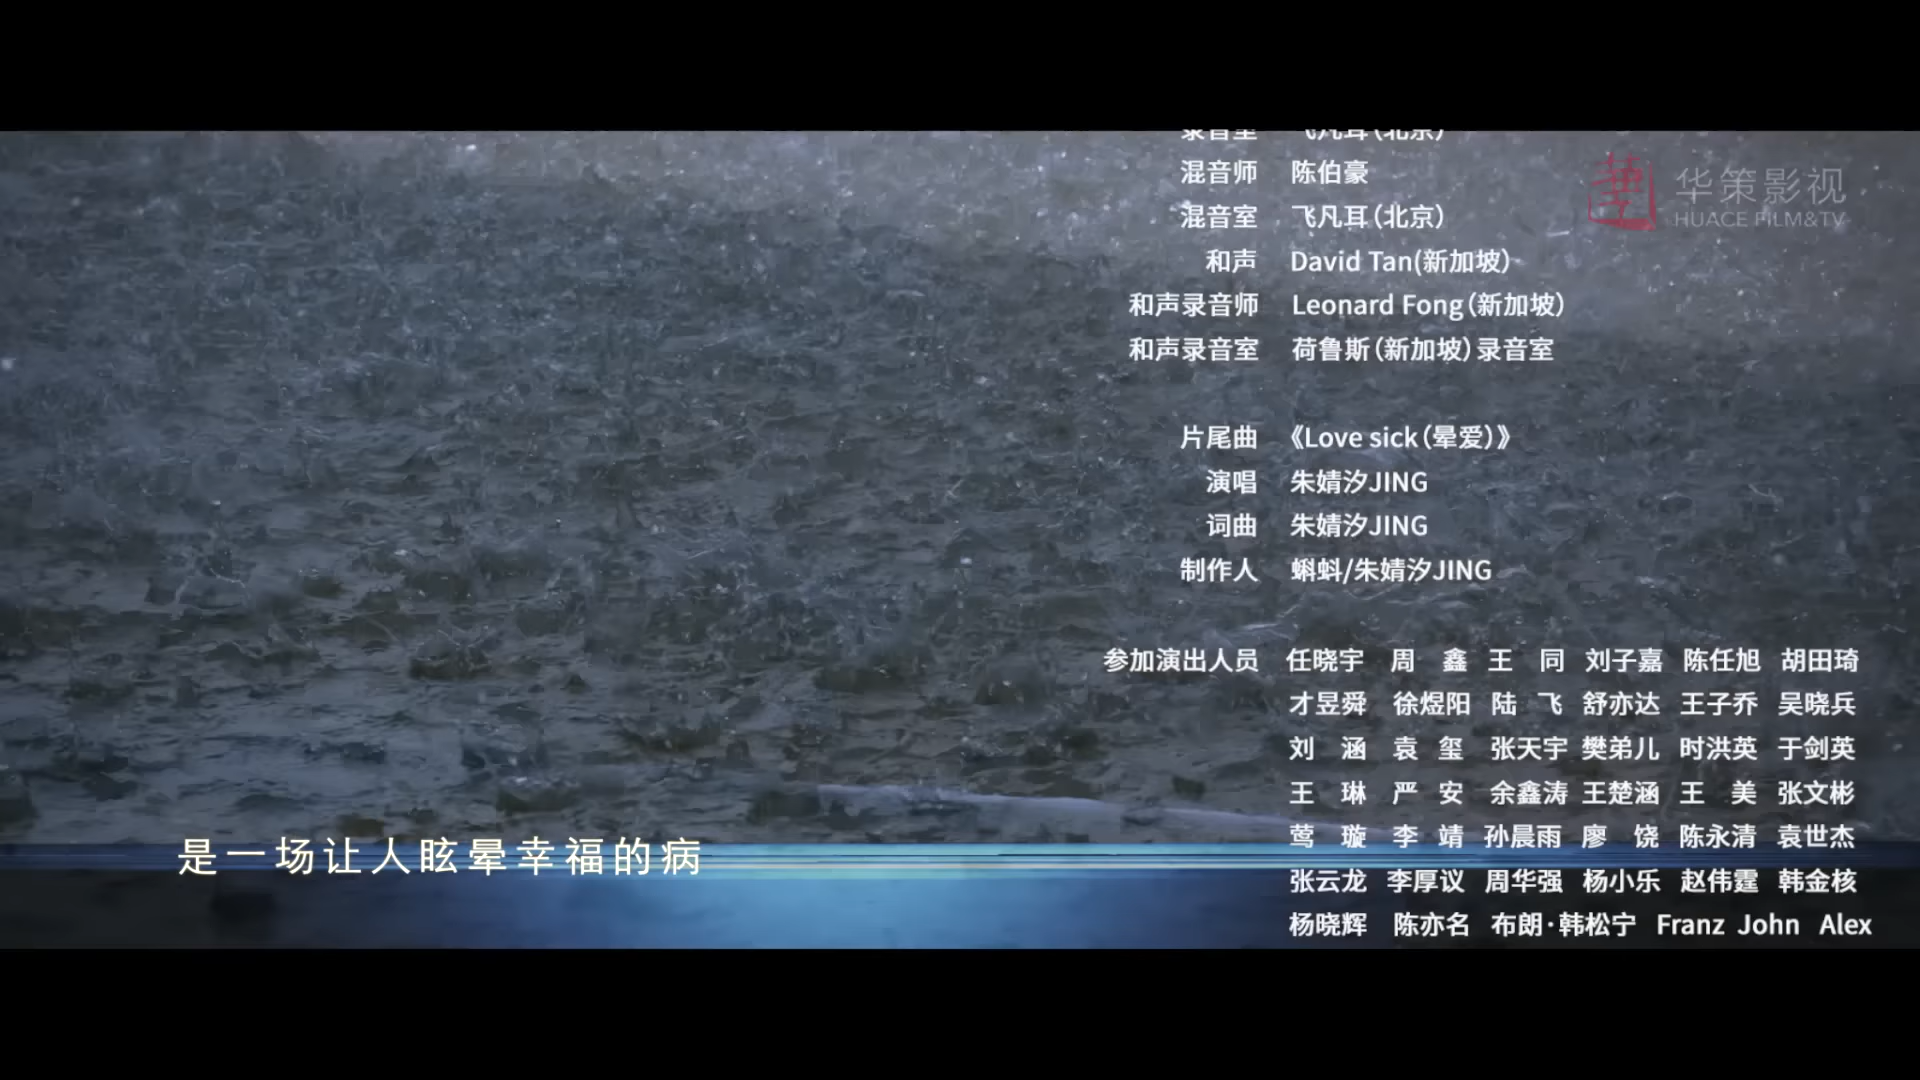 录音室 飞凡耳(北京)
混音师 陈伯豪
混音室 飞凡耳(北京)
和声 David Tan(新加坡)
和声录音师 Leonard Fong(新加坡)
和声录音室 荷鲁斯(新加坡)录音室
华策影视
HUACE FILM&TV
片尾曲 《Love sick(晕爱)》
演唱 朱婧汐JING
词曲 朱婧汐JING
制作人 蝌蚪/朱婧汐JING
参加演出人员 任晓宇 周鑫 王同 刘子嘉 陈任旭 胡田琦
才昱舜 徐煜阳 陆飞 舒亦达 王子乔 吴晓兵
刘涵 袁玺 张天宇 樊弟儿 时洪英 于剑英
王琳 严安 余鑫涛 王楚涵 王美 张文彬
莺璇 李靖 孙晨雨 廖饶 陈永清 袁世杰
张云龙 李厚议 周华强 杨小乐 赵伟霆 韩金核
杨晓辉 陈亦名 布朗·韩松宁 Franz John Alex
是一场让人眩晕幸福的病